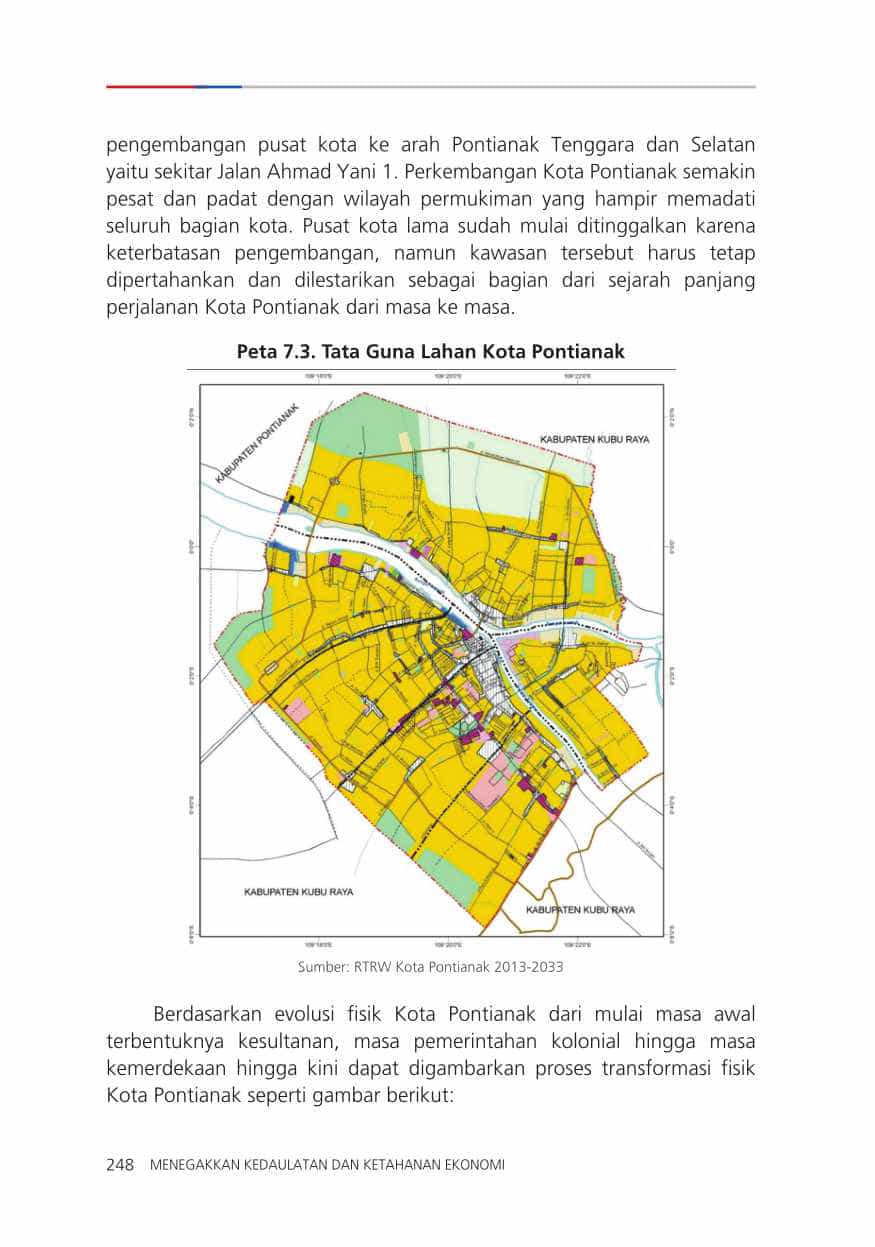 pengembangan pusat kota ke arah Pontianak Tenggara dan Selatan
yaitu sekitar Jalan Ahmad Yani 1. Perkembangan Kota Pontianak semakin
pesat dan padat dengan wilayah permukiman yang hampir memadati
seluruh bagian kota. Pusat kota lama sudah mulai ditinggalkan karena
keterbatasan pengembangan, namun kawasan tersebut harus tetap
dipertahankan dan dilestarikan sebagai bagian dari sejarah panjang
perjalanan Kota Pontianak dari masa ke masa.
Peta 7.3. Tata Guna Lahan Kota Pontianak
KABUPATEN PONTIANAK
KABUPATEN KUBU RAYA
KABUPATEN KUBU RAYA
KABUPATEN KUBU RAYA
Sumber: RTRW Kota Pontianak 2013-2033
Berdasarkan evolusi fisik Kota Pontianak dari mulai masa awal
terbentuknya kesultanan, masa pemerintahan kolonial hingga masa
kemerdekaan hingga kini dapat digambarkan proses transformasi fisik
Kota Pontianak seperti gambar berikut:
248 MENEGAKKAN KEDAULATAN DAN KETAHANAN EKONOMI